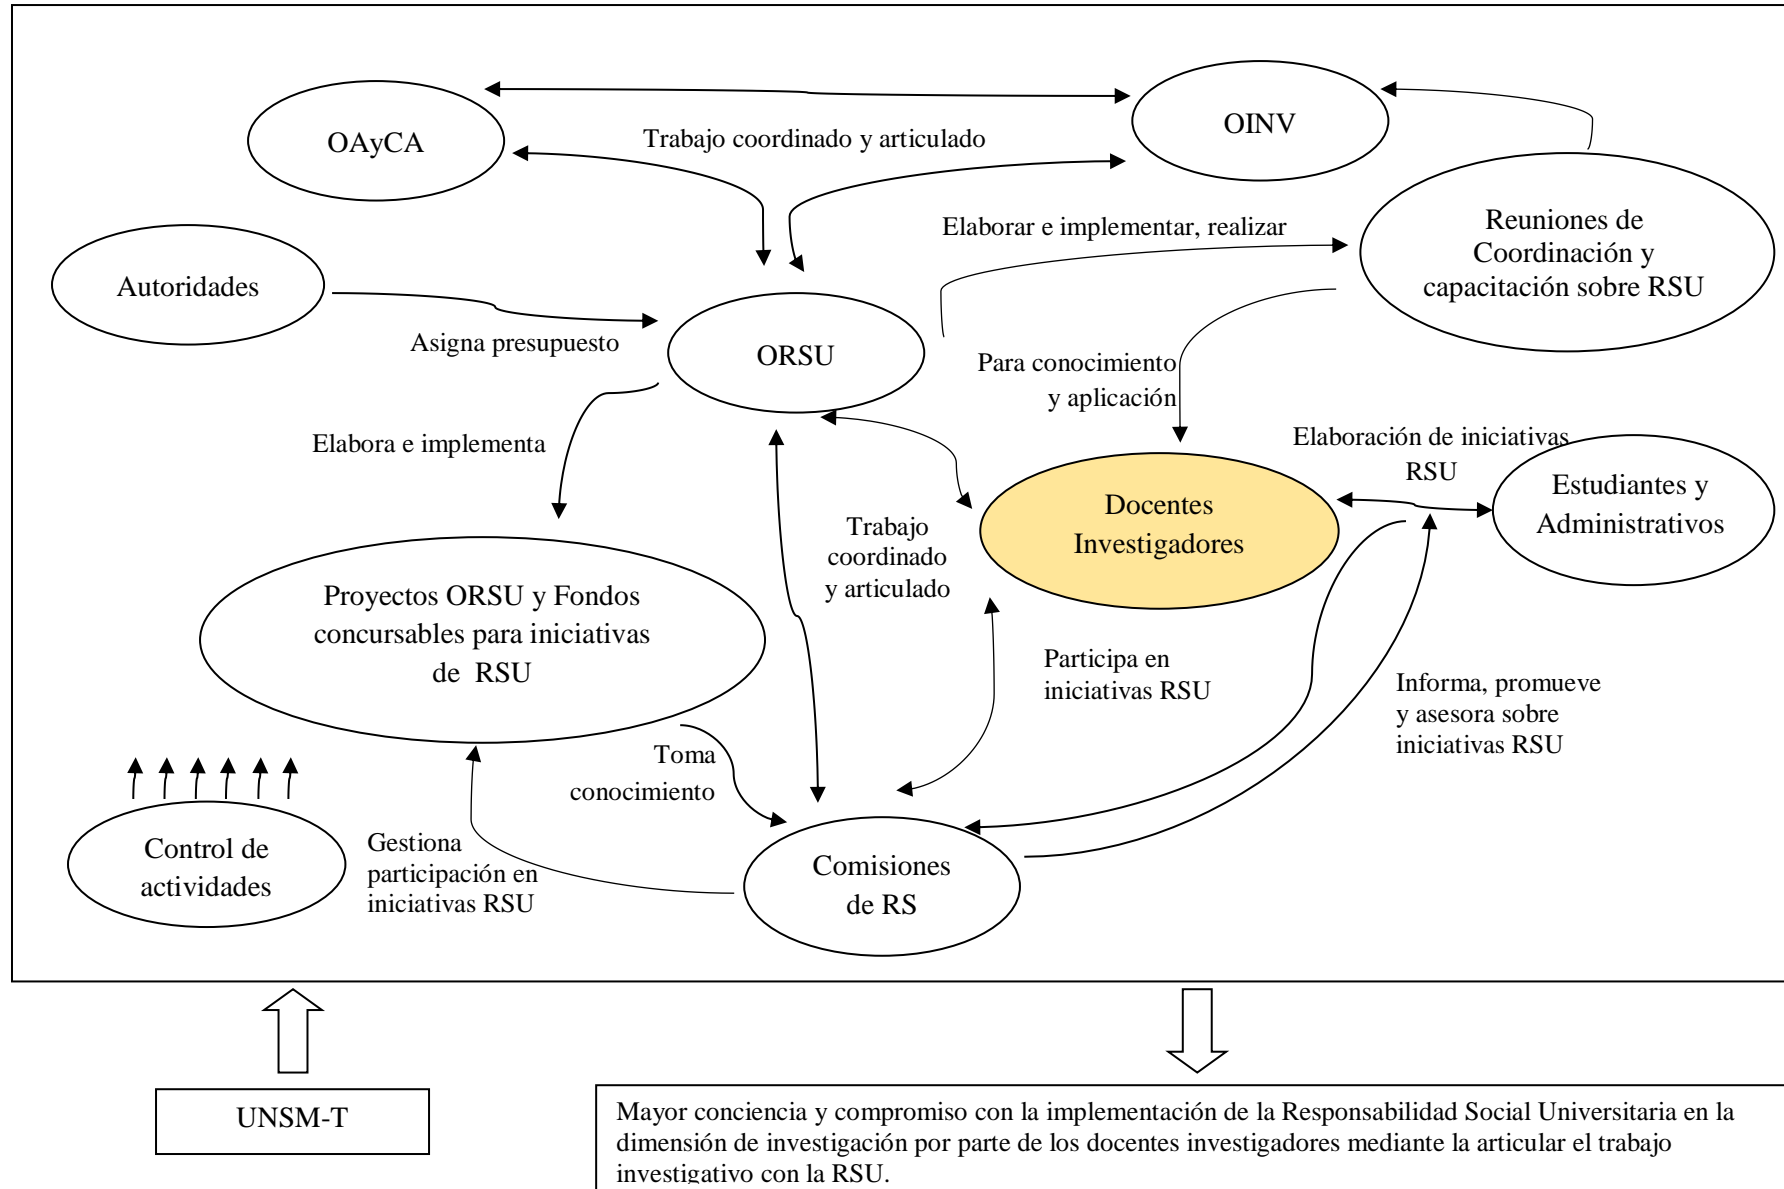 OAyCA
Trabajo coordinado y articulado
OINV
Autoridades
Asigna presupuesto
Elaborar e implementar, realizar
Reuniones de
Coordinación y
capacitación sobre RSU
ORSU
Para conocimiento
y aplicación
Elabora e implementa
Elaboración de iniciativas
RSU
Docentes
Investigadores
Estudiantes y
Administrativos
Trabajo
coordinado
y articulado
Proyectos ORSU y Fondos
concursables para iniciativas
de RSU
Participa en
iniciativas RSU
Informa, promueve
y asesora sobre
iniciativas RSU
Toma
conocimiento
Control de
actividades
Gestiona
participación en
iniciativas RSU
Comisiones
de RS
UNSM-T
Mayor conciencia y compromiso con la implementación de la Responsabilidad Social Universitaria en la
dimensión de investigación por parte de los docentes investigadores mediante la articular el trabajo
investigativo con la RSU.